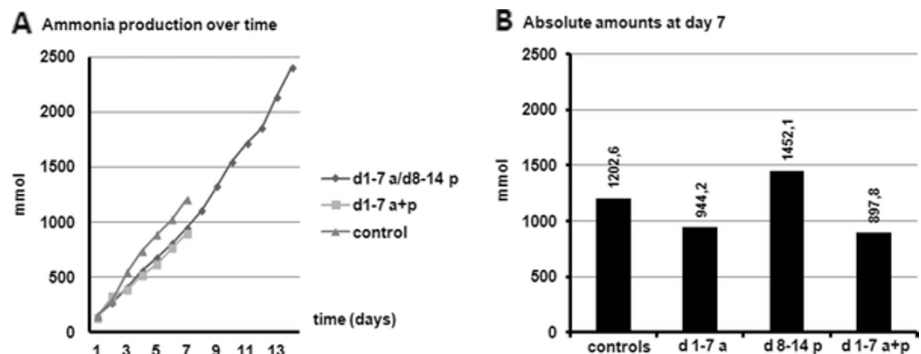 A Ammonia production over time
2500
2000
1500
1000
500
0
mmol
1 3 5 7 9 11 13
time (days)
d1-7 a/d8-14 p
d1-7 a+p
control
B Absolute amounts at day 7
2500
2000
1500
1000
500
0
mmol
1202,6
944,2
1452,1
897,8
controls d 1-7 a d 8-14 p d 1-7 a+p